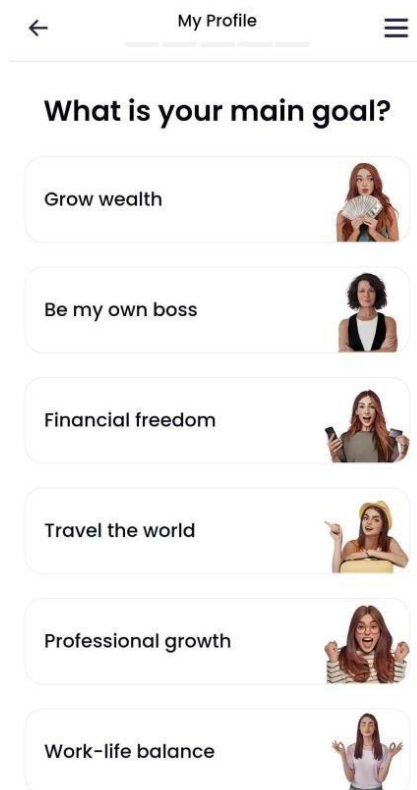 My Profile
What is your main goal?
Grow wealth
Be my own boss
Financial freedom
Travel the world
Professional growth
Work-life balance